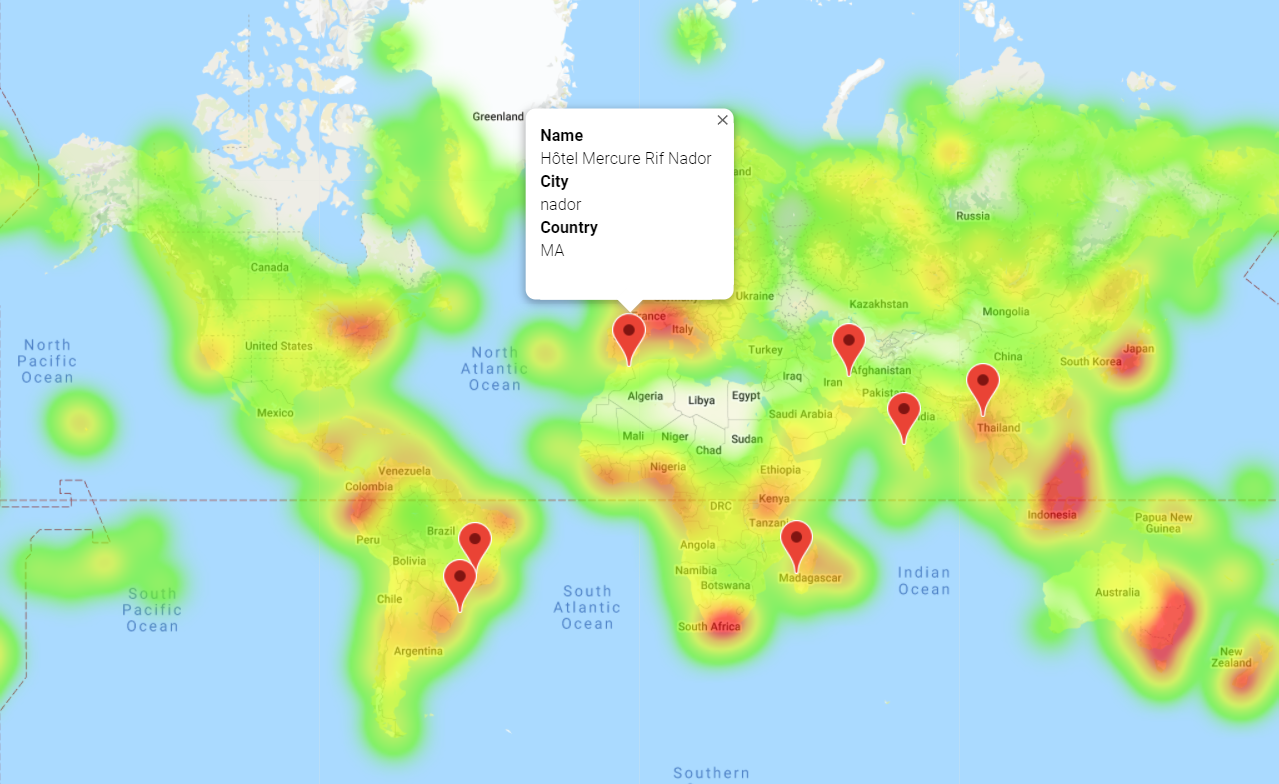 Greenland
Name
Hôtel Mercure Rif Nador
City
nador
Country
MA
Russia
Canada
Ukraine
Kazakhstan
Mongolia
France
Italy
North
Pacific
Ocean
United States
North
Atlantic
Ocean
Turkey
China
South Korea
Japan
Iraq
Iran
Afghanistan
Algeria
Libya
Egypt
Mexico
Saudi Arabia
Mali
Niger
Sudan
Chad
Thailand
Venezuela
Nigeria
Ethiopia
Colombia
Kenya
DRC
Indonesia
Papua New
Guinea
Brazil
Peru
Angola
Bolivia
Namibia
Botswana
Madagascar
Indian
Ocean
Australia
South
Pacific
Ocean
Chile
South
Atlantic
Ocean
South Africa
Argentina
New
Zealand
Southern